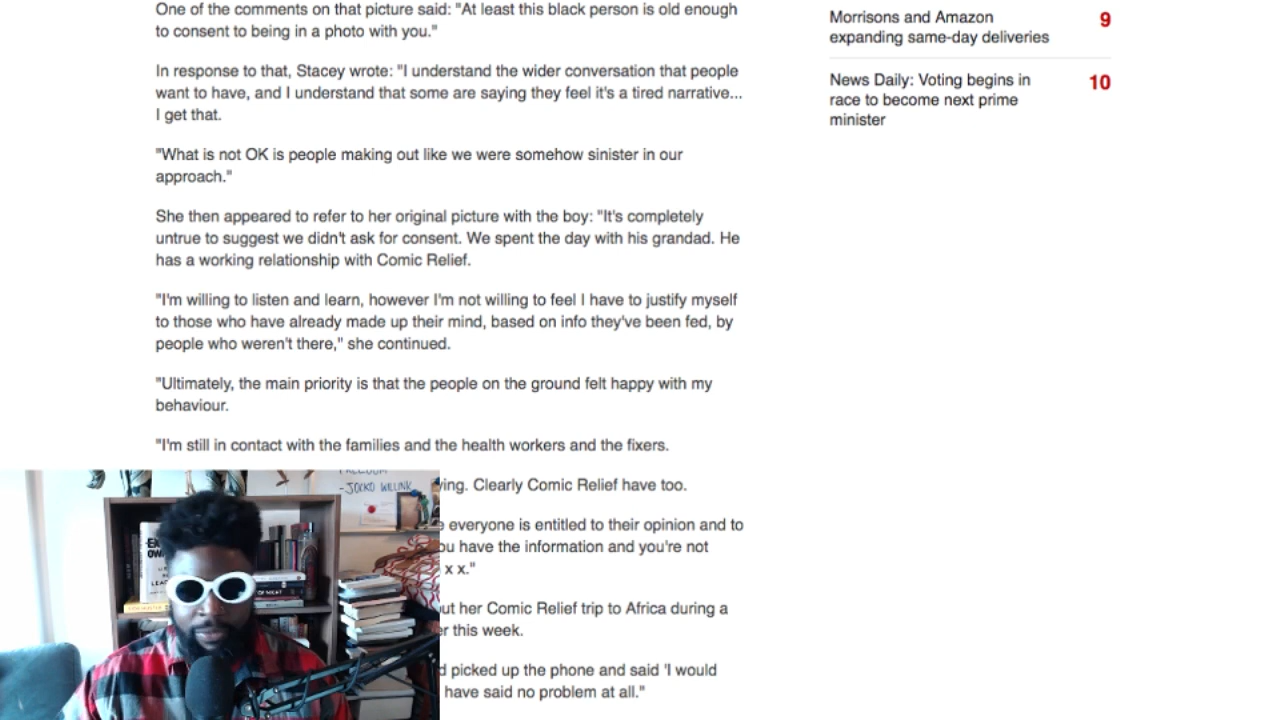 One of the comments on that picture said: "At least this black person is old enough
to consent to being in a photo with you."
In response to that, Stacey wrote: "I understand the wider conversation that people
want to have, and I understand that some are saying they feel it's a tired narrative...
I get that.
"What is not OK is people making out like we were somehow sinister in our
approach."
She then appeared to refer to her original picture with the boy: "It's completely
untrue to suggest we didn't ask for consent. We spent the day with his grandad. He
has a working relationship with Comic Relief.
"I'm willing to listen and learn, however I'm not willing to feel I have to justify myself
to those who have already made up their mind, based on info they've been fed, by
people who weren't there," she continued.
"Ultimately, the main priority is that the people on the ground felt happy with my
behaviour.
"I'm still in contact with the families and the health workers and the fixers.
ying. Clearly Comic Relief have too.
everyone is entitled to their opinion and to
ou have the information and you're not
x x."
ut her Comic Relief trip to Africa during a
er this week.
d picked up the phone and said 'I would
have said no problem at all."
Morrisons and Amazon
expanding same-day deliveries
9
News Daily: Voting begins in
race to become next prime
minister
10
FREEDOM
-JOCKO WILLINK